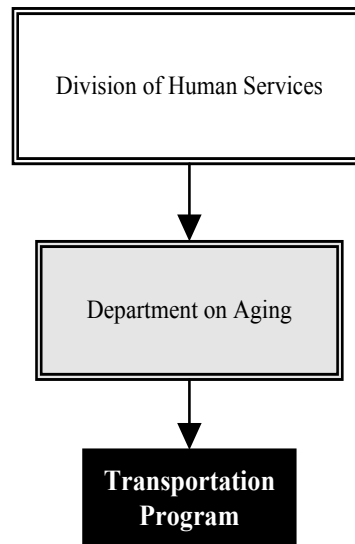 Division of Human Services
Department on Aging
Transportation
Program